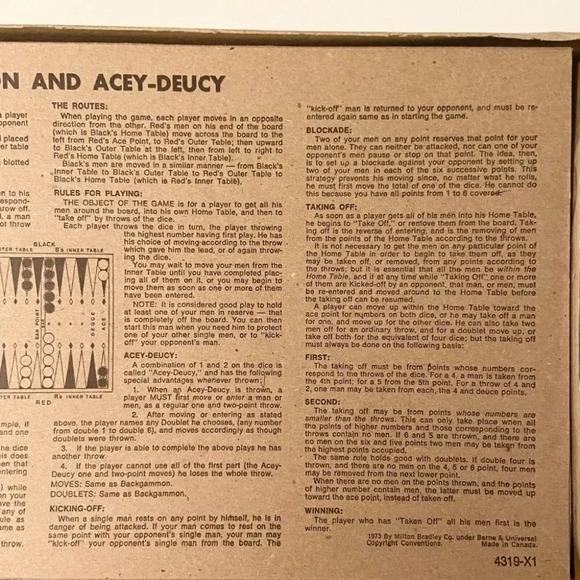 ON AND ACEY-DEUCY
THE ROUTES:
When playing the game, each player moves in an opposite
direction from the other. Red's men on his end of the board
(which is Black's Home Table) move across the board to the
left from Red's Ace Point, to Red's Outer Table; then upward
to Black's Outer Table at the left, then from left to right to
Red's Home Table (which is Black's Inner Table).
Black's men are moved in a similar manner – from Black's
Inner Table to Black's Outer Table to Red's Outer Table to
Black's Home Table (which is Red's Inner Table).
RULES FOR PLAYING:
THE OBJECT OF THE GAME is for a player to get all his
men around the board, into his own Home Table, and then to
"take off" by throws of the dice.
Each player throws the dice in turn, the player throwing
the highest number having first play. He has
his choice of moving according to the throw
which gave him the lead, or of again throw-
ing the dice.
You may wait to move your men from the
Inner Table until you have completed plac-
ing all of them on it, or you may begin to
move them as soon as one or more of them
have been entered.
NOTE: It is considered good play to hold
at least one of your man in reserve — that
is completely off the board. You can then
start this man when you need him to protect
one of your other single men, or to "kick-
off" your opponent's man.
ACEY-DEUCY:
A combination of 1 and 2 on the dice is
called "Acey-Deucy," and has the following
special advantages whenever thrown:
1. When an Acey-Deucy is thrown, a
player MUST first move or enter a man or
men, as a regular one and two-point throw.
2. After moving or entering as stated
above, the player names any Doublet he chooses, (any number
from double 1 to double 6), and moves accordingly as though
doublets were thrown.
3. If the player is able to complete the above plays he has
another throw.
4. If the player cannot use all of the first part (the Acey-
Deucy one and two-point moves) he loses the whole throw.
MOVES: Same as Backgammon.
DOUBLETS: Same as Backgammon.
KICKING-OFF:
When a single man rests on any point by himself, he is in
danger of being attacked. If your man comes to rest on the
same point with your opponent's single man, your man may
"kick-off" your opponent's single man from the board. The
"kick-off" man is returned to your opponent, and must be re-
entered again same as in starting the game.
BLOCKADE:
Two of your men on any point reserves that point for your
men alone. They can neither be attacked, nor can one of your
opponent's men pause or stop on that point. The idea, then,
is to set up a blockade against your opponent by setting up
two of your men in each of the six successive points. This
strategy prevents his moving since, no matter what he rolls,
he must first move the total of one of the dice. He cannot do
this because you have all points from 1 to 6 covered.
TAKING OFF:
As soon as a player gets all of his men into his Home Table,
he begins to "Take Off," or remove them from the board. Tak-
ing off is the reverse of entering, and is the removing of men
from the points of the Home Table according to the throws.
It is not necessary to get the men on any particular point of
the Home Table in order to begin to take them off, as they
may be taken off, or removed, from any points according to
the throws; but it is essential that all the men be within the
Home Table, and if at any time while "Taking Off," one or more
of them are Kicked-off by an opponent, that man, or men, must
be re-entered and moved around to the Home Table before
the taking off can be resumed.
A player can move up within the Home Table toward the
ace point for numbers on both dice, or he may take off a man
for one, and move up for the other die. He can also take two
men off for an ordinary throw, and for a doublet move up, or
take off both for the equivalent of four dice; but the taking off
must always be done on the following basis:
FIRST:
The taking off must be from points whose numbers cor-
respond to the throws of the dice. For a 4, a man is taken from
the 4th point; for a 5 from the 5th point. For a throw of 4 and
2, one man may be taken from each, the 4 and deuce points.
SECOND:
The taking off may be from points whose numbers are
smaller than the throws. This can only take place when all
the points of higher numbers and those corresponding to the
throws contain no men. If 6 and 5 are thrown, and there are
no men on the six and five points two men may be taken from
the highest points occupied.
The same rule holds good with doublets. If double four is
thrown, and there are no men on the 4, 5 or 6 point, four men
may be removed from the next lower point.
When there are no men on the points thrown, and the points
of higher number contain men, the latter must be moved up
toward the ace point, instead of taken off.
WINNING:
The player who has "Taken Off" all his men first is the
winner.
1973 By Milton Bradley Co. under Berne & Universal
Copyright Conventions. Made in Canada.
4319-X1
BLACK
OUTER TABLE
B's INNER TABLE
BAR POINT
BAR
DEUCE
ACE
R's INNER TABLE
RED